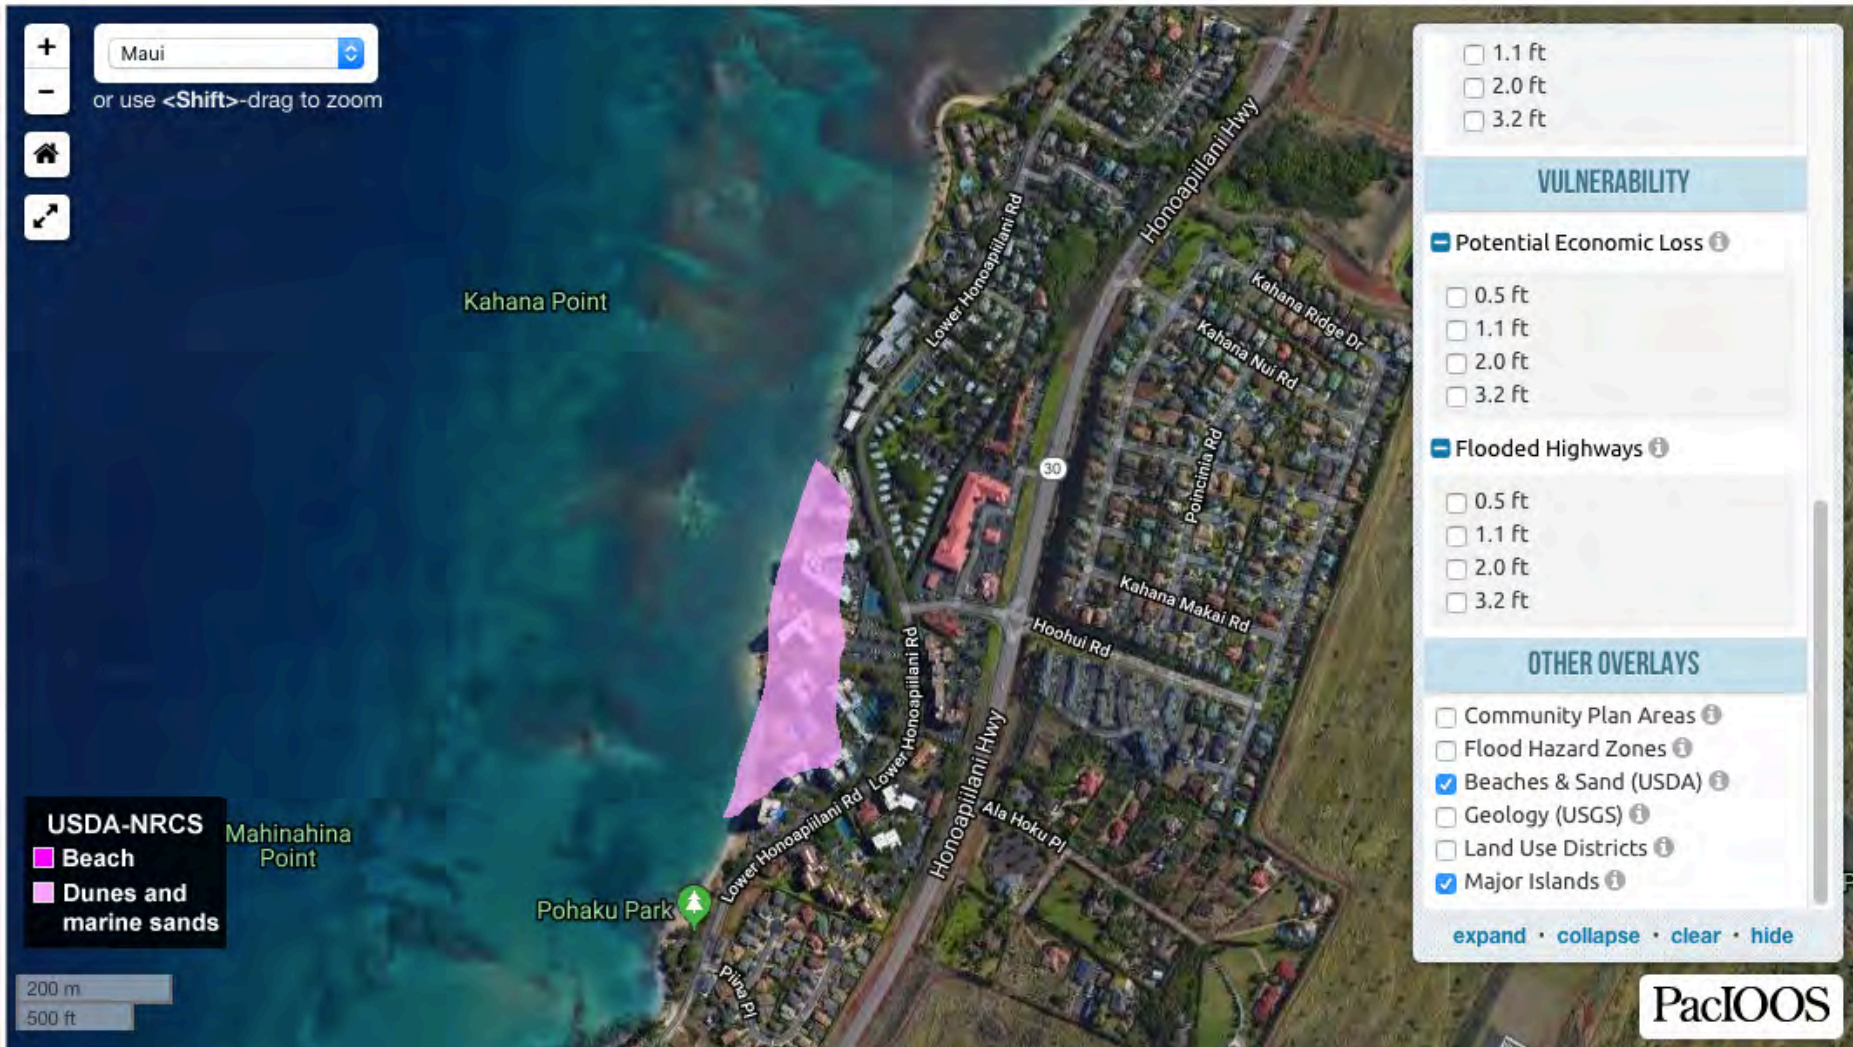 +
−
Maui
or use <Shift>-drag to zoom
Kahana Point
Mahinahina
Point
Pohaku Park
Honoapiilani Hwy
Lower Honoapiilani Rd
Kahana Ridge Dr
Kahana Nui Rd
30
Poincinia Rd
Kahana Makai Rd
Hoohui Rd
Lower Honoapiilani Rd
Lower Honoapiilani Rd
Honoapiilani Hwy
Ala Hoku Pl
Piina Pl
USDA-NRCS
Beach
Dunes and
marine sands
200 m
500 ft
1.1 ft
2.0 ft
3.2 ft
VULNERABILITY
Potential Economic Loss
0.5 ft
1.1 ft
2.0 ft
3.2 ft
Flooded Highways
0.5 ft
1.1 ft
2.0 ft
3.2 ft
OTHER OVERLAYS
Community Plan Areas
Flood Hazard Zones
Beaches & Sand (USDA)
Geology (USGS)
Land Use Districts
Major Islands
expand • collapse • clear • hide
PacIOOS